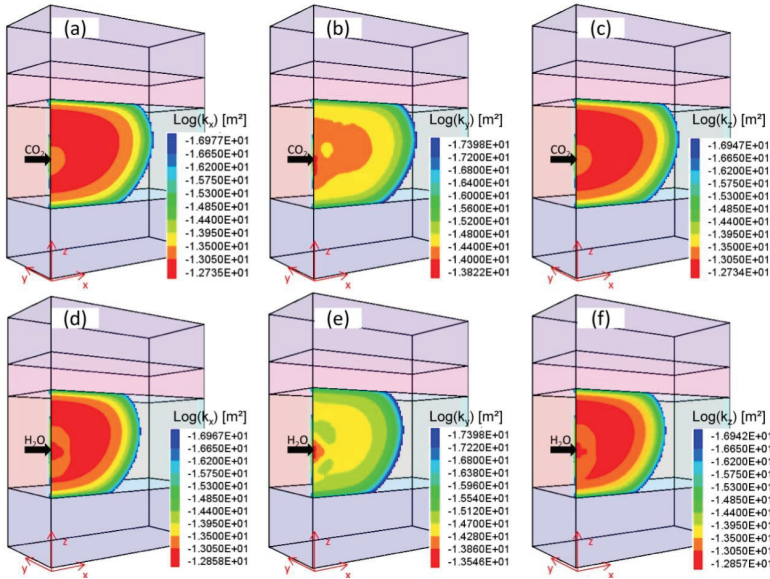 (a)
Log(kx) [m²]
CO2
-1.6977E+01
-1.6650E+01
-1.6200E+01
-1.5750E+01
-1.5300E+01
-1.4850E+01
-1.4400E+01
-1.3950E+01
-1.3500E+01
-1.3050E+01
-1.2735E+01
z
y
x
(b)
Log(ky) [m²]
CO2
-1.7398E+01
-1.7200E+01
-1.6800E+01
-1.6400E+01
-1.6000E+01
-1.5600E+01
-1.5200E+01
-1.4800E+01
-1.4400E+01
-1.4000E+01
-1.3822E+01
z
y
x
(c)
Log(kz) [m²]
CO2
-1.6947E+01
-1.6650E+01
-1.6200E+01
-1.5750E+01
-1.5300E+01
-1.4850E+01
-1.4400E+01
-1.3950E+01
-1.3500E+01
-1.3050E+01
-1.2734E+01
z
y
x
(d)
Log(kx) [m²]
H2O
-1.6967E+01
-1.6650E+01
-1.6200E+01
-1.5750E+01
-1.5300E+01
-1.4850E+01
-1.4400E+01
-1.3950E+01
-1.3500E+01
-1.3050E+01
-1.2858E+01
z
y
x
(e)
Log(ky) [m²]
H2O
-1.7398E+01
-1.7220E+01
-1.6800E+01
-1.6380E+01
-1.5960E+01
-1.5540E+01
-1.5120E+01
-1.4700E+01
-1.4280E+01
-1.3860E+01
-1.3546E+01
z
y
x
(f)
Log(kz) [m²]
H2O
-1.6942E+01
-1.6650E+01
-1.6200E+01
-1.5750E+01
-1.5300E+01
-1.4850E+01
-1.4400E+01
-1.3950E+01
-1.3500E+01
-1.3050E+01
-1.2857E+01
z
y
x